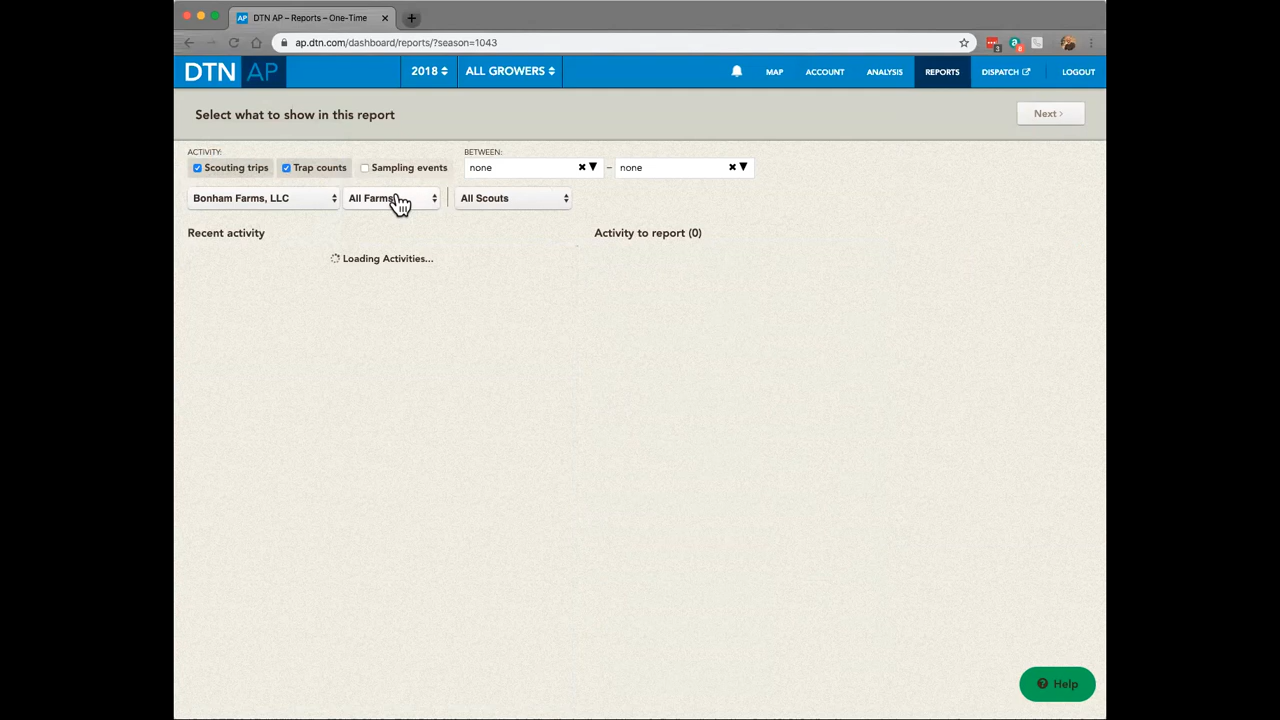 AP DTN AP – Reports – One-Time × +
ap.dtn.com/dashboard/reports/?season=1043
3
8
DTN AP 2018 ALL GROWERS MAP ACCOUNT ANALYSIS REPORTS DISPATCH LOGOUT
Select what to show in this report Next
ACTIVITY: BETWEEN:
Scouting trips Trap counts Sampling events none – none
Bonham Farms, LLC All Farms All Scouts
Recent activity Activity to report (0)
Loading Activities...
? Help